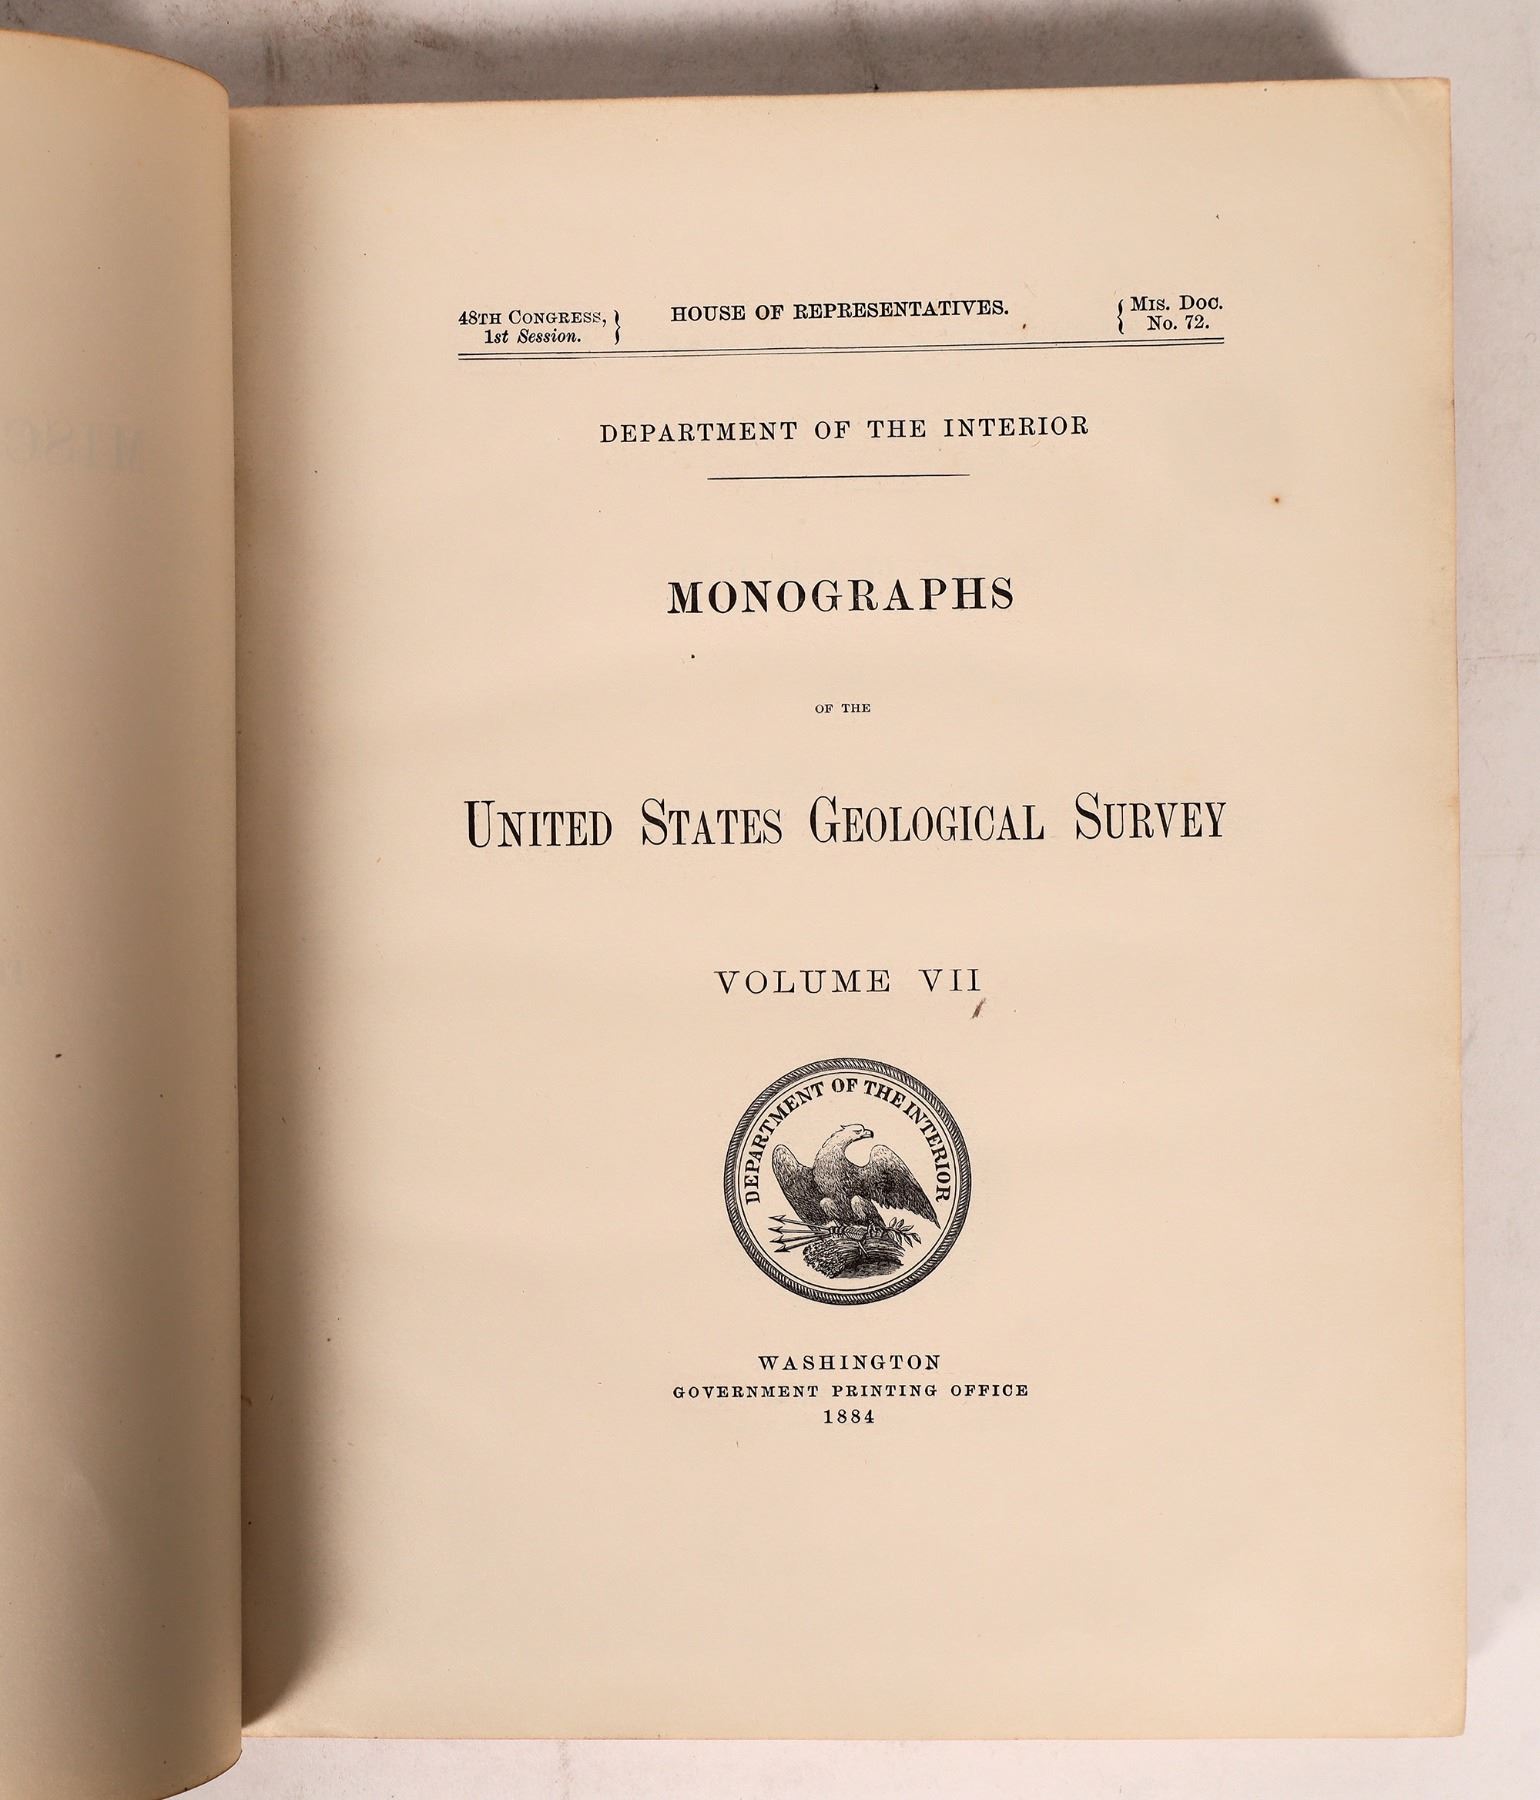 48TH CONGRESS, 1st Session. HOUSE OF REPRESENTATIVES. MIS. DOC. No. 72.
DEPARTMENT OF THE INTERIOR
MONOGRAPHS
OF THE
UNITED STATES GEOLOGICAL SURVEY
VOLUME VII
DEPARTMENT OF THE INTERIOR
WASHINGTON
GOVERNMENT PRINTING OFFICE
1884